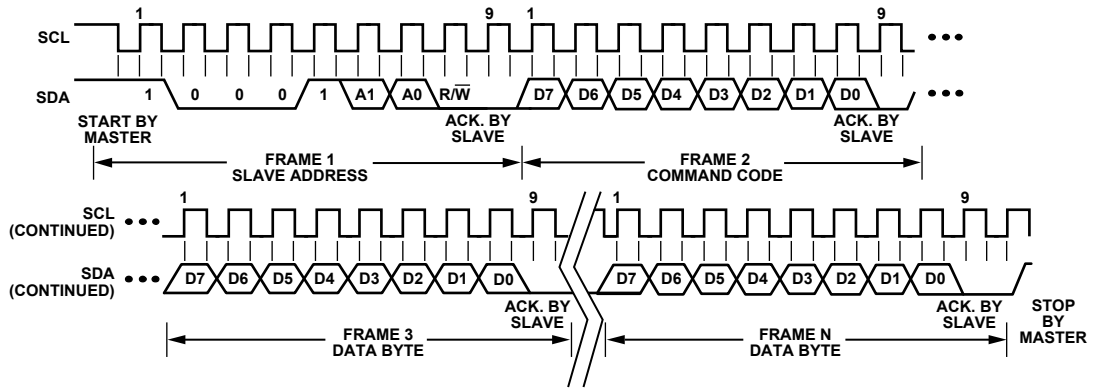 1 9 1 9
SCL
SDA 1 0 0 0 1 A1 A0 R/W̅ D7 D6 D5 D4 D3 D2 D1 D0
START BY MASTER
ACK. BY SLAVE
ACK. BY SLAVE
FRAME 1
SLAVE ADDRESS
FRAME 2
COMMAND CODE
1 9 1 9
SCL
(CONTINUED)
SDA
(CONTINUED)
D7 D6 D5 D4 D3 D2 D1 D0 D7 D6 D5 D4 D3 D2 D1 D0
ACK. BY
SLAVE
ACK. BY
SLAVE
STOP
BY
MASTER
FRAME 3
DATA BYTE
FRAME N
DATA BYTE